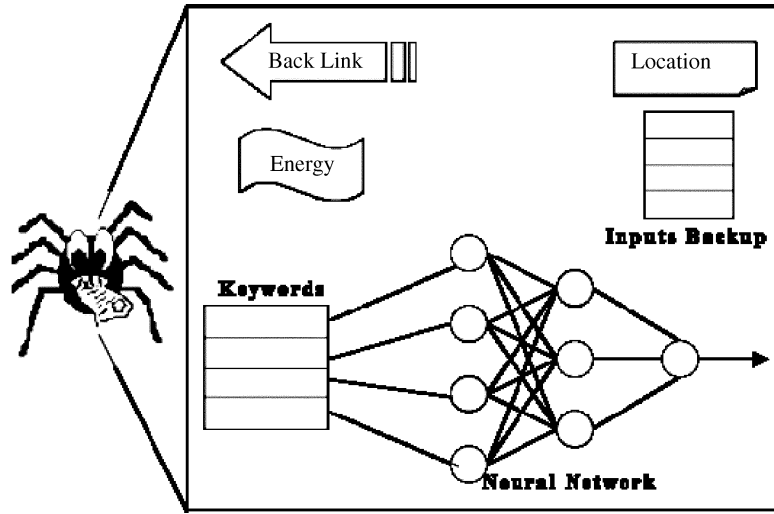 Back Link
Location
Energy
Inputs Backup
Keywords
Neural Network